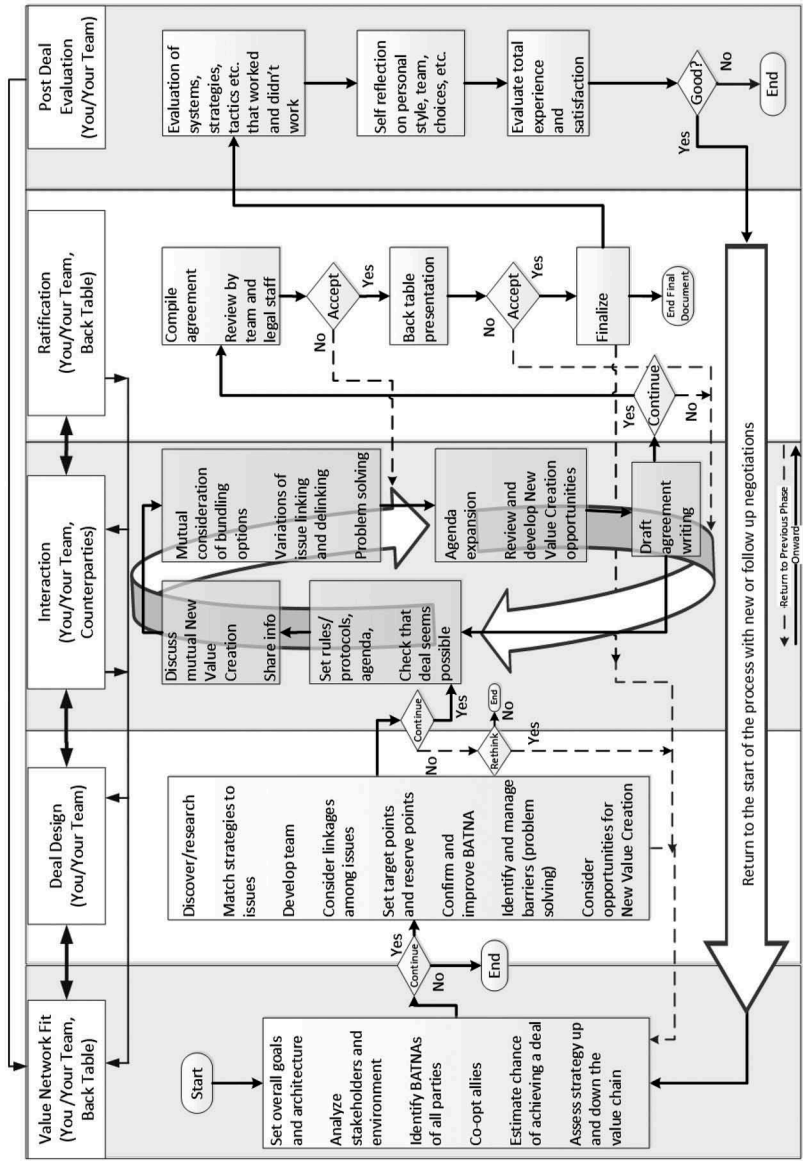 Value Network Fit
(You/Your Team,
Back Table)
Start
Set overall goals
and architecture
Analyze
stakeholders and
environment
Identify BATNAs
of all parties
Co-opt allies
Estimate chance
of achieving a deal
Assess strategy up
and down the
value chain
Continue
Yes
No
End
Deal Design
(You/Your Team)
Discover/research
Match strategies to
issues
Develop team
Consider linkages
among issues
Set target points
and reserve points
Confirm and
improve BATNA
Identify and manage
barriers (problem
solving)
Consider
opportunities for
New Value Creation
Continue
Yes
No
Rethink
End
No
Yes
Interaction
(You/Your Team,
Counterparties)
Discuss
mutual New
Value
Creation
Share info
Set rules/
protocols,
agenda,
Check that
deal seems
possible
Mutual
consideration
of bundling
options
Variations of
issue linking
and delinking
Problem solving
Agenda
expansion
Review and
develop New
Value Creation
opportunities
Draft
agreement
writing
Ratification
(You/Your Team,
Back Table)
Compile
agreement
Review by
team and
legal staff
Accept
Yes
No
Back table
presentation
Accept
Yes
No
Finalize
End Final
Document
Continue
Yes
No
Post Deal
Evaluation
(You/Your Team)
Evaluation of
systems,
strategies,
tactics etc.
that worked
and didn't
work
Self reflection
on personal
style, team,
choices, etc.
Evaluate total
experience
and
satisfaction
Good?
Yes
No
End
Return to the start of the process with new or follow up negotiations
Return to Previous Phase
Onward